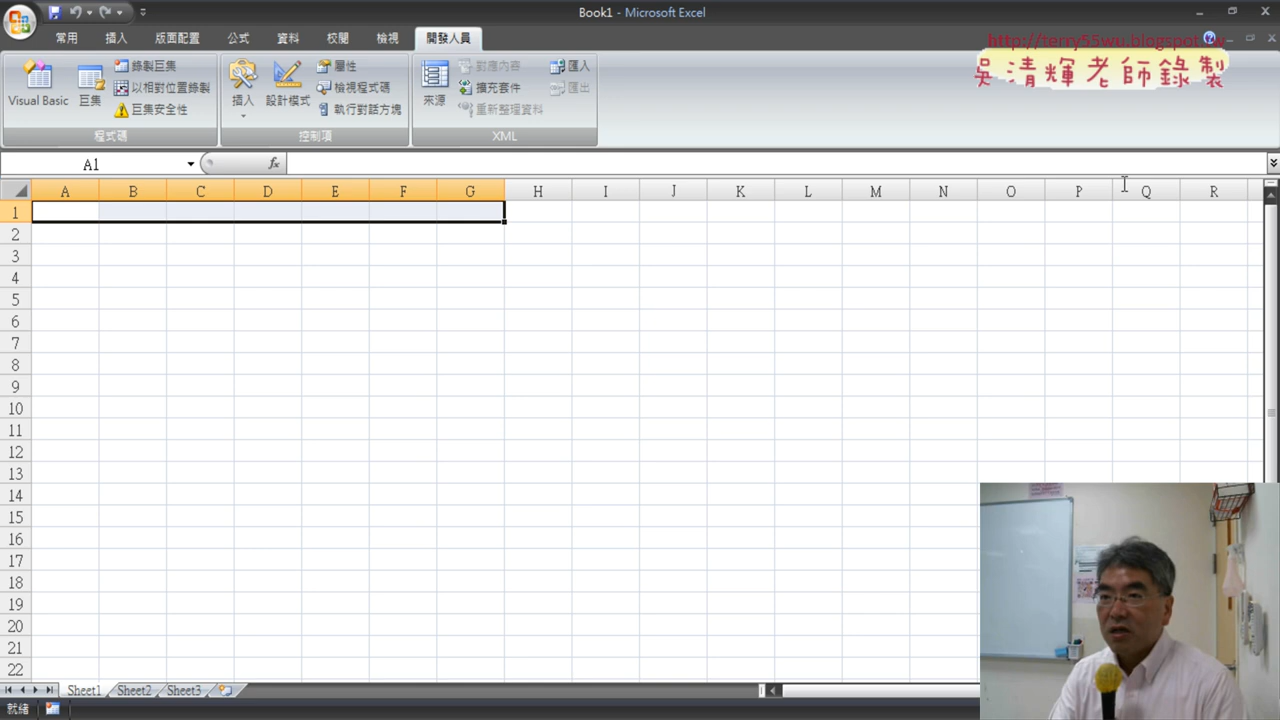 Book1 - Microsoft Excel
常用 插入 版面配置 公式 資料 校閱 檢視 開發人員
http://terry55wu.blogspot.tw
吳清輝老師錄製
Visual Basic 巨集 錄製巨集 以相對位置錄製 巨集安全性
插入 設計模式 屬性 檢視程式碼 執行對話方塊
來源 對應內容 擴充套件 重新整理資料 匯入 匯出
程式碼 控制項 XML
A1 fx
A B C D E F G H I J K L M N O P Q R
1
2
3
4
5
6
7
8
9
10
11
12
13
14
15
16
17
18
19
20
21
22
Sheet1 Sheet2 Sheet3
就緒